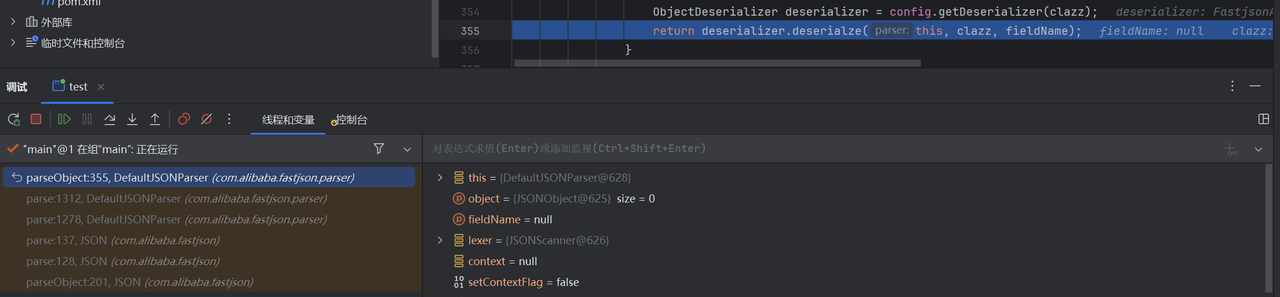 pom.xml
外部库
临时文件和控制台
354 ObjectDeserializer deserializer = config.getDeserializer(clazz); deserializer: FastjsonA
355 return deserializer.deserialze( parser: this, clazz, fieldName); fieldName: null clazz:
356 }
调试 test
线程和变量 控制台
"main"@1 在组"main": 正在运行
对表达式求值(Enter)或添加监视(Ctrl+Shift+Enter)
parseObject:355, DefaultJSONParser (com.alibaba.fastjson.parser)
parse:1312, DefaultJSONParser (com.alibaba.fastjson.parser)
parse:1278, DefaultJSONParser (com.alibaba.fastjson.parser)
parse:137, JSON (com.alibaba.fastjson)
parse:128, JSON (com.alibaba.fastjson)
parseObject:201, JSON (com.alibaba.fastjson)
this = {DefaultJSONParser@628}
object = {JSONObject@625} size = 0
fieldName = null
lexer = {JSONScanner@626}
context = null
setContextFlag = false